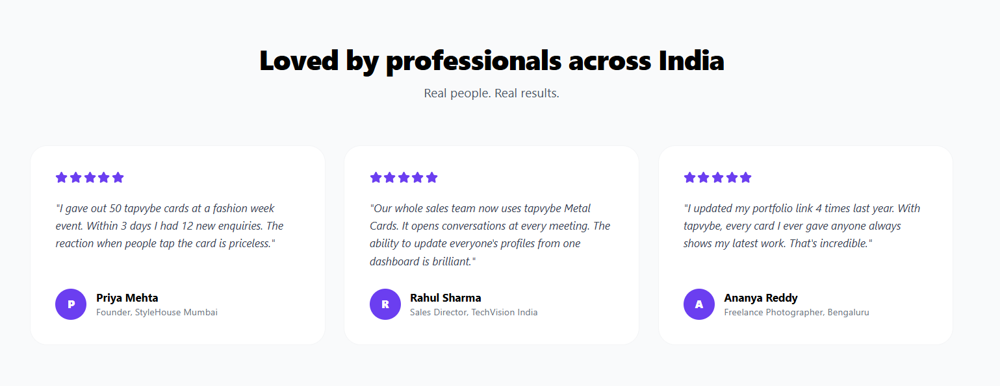 Loved by professionals across India
Real people. Real results.
"I gave out 50 tapvybe cards at a fashion week
event. Within 3 days I had 12 new enquiries. The
reaction when people tap the card is priceless."
P
Priya Mehta
Founder, StyleHouse Mumbai
"Our whole sales team now uses tapvybe Metal
Cards. It opens conversations at every meeting. The
ability to update everyone's profiles from one
dashboard is brilliant."
R
Rahul Sharma
Sales Director, TechVision India
"I updated my portfolio link 4 times last year. With
tapvybe, every card I ever gave anyone always
shows my latest work. That's incredible."
A
Ananya Reddy
Freelance Photographer, Bengaluru